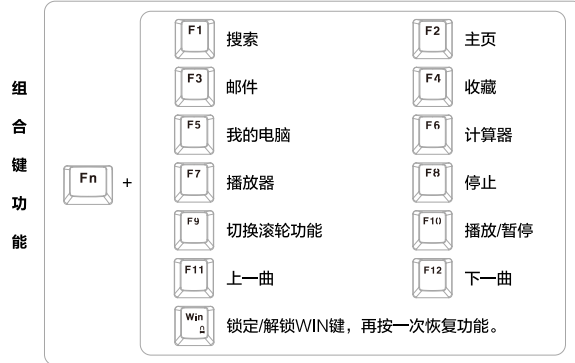 组合键功能
Fn +
F1 搜索 F2 主页
F3 邮件 F4 收藏
F5 我的电脑 F6 计算器
F7 播放器 F8 停止
F9 切换滚轮功能 F10 播放/暂停
F11 上一曲 F12 下一曲
Win 锁定/解锁WIN键，再按一次恢复功能。